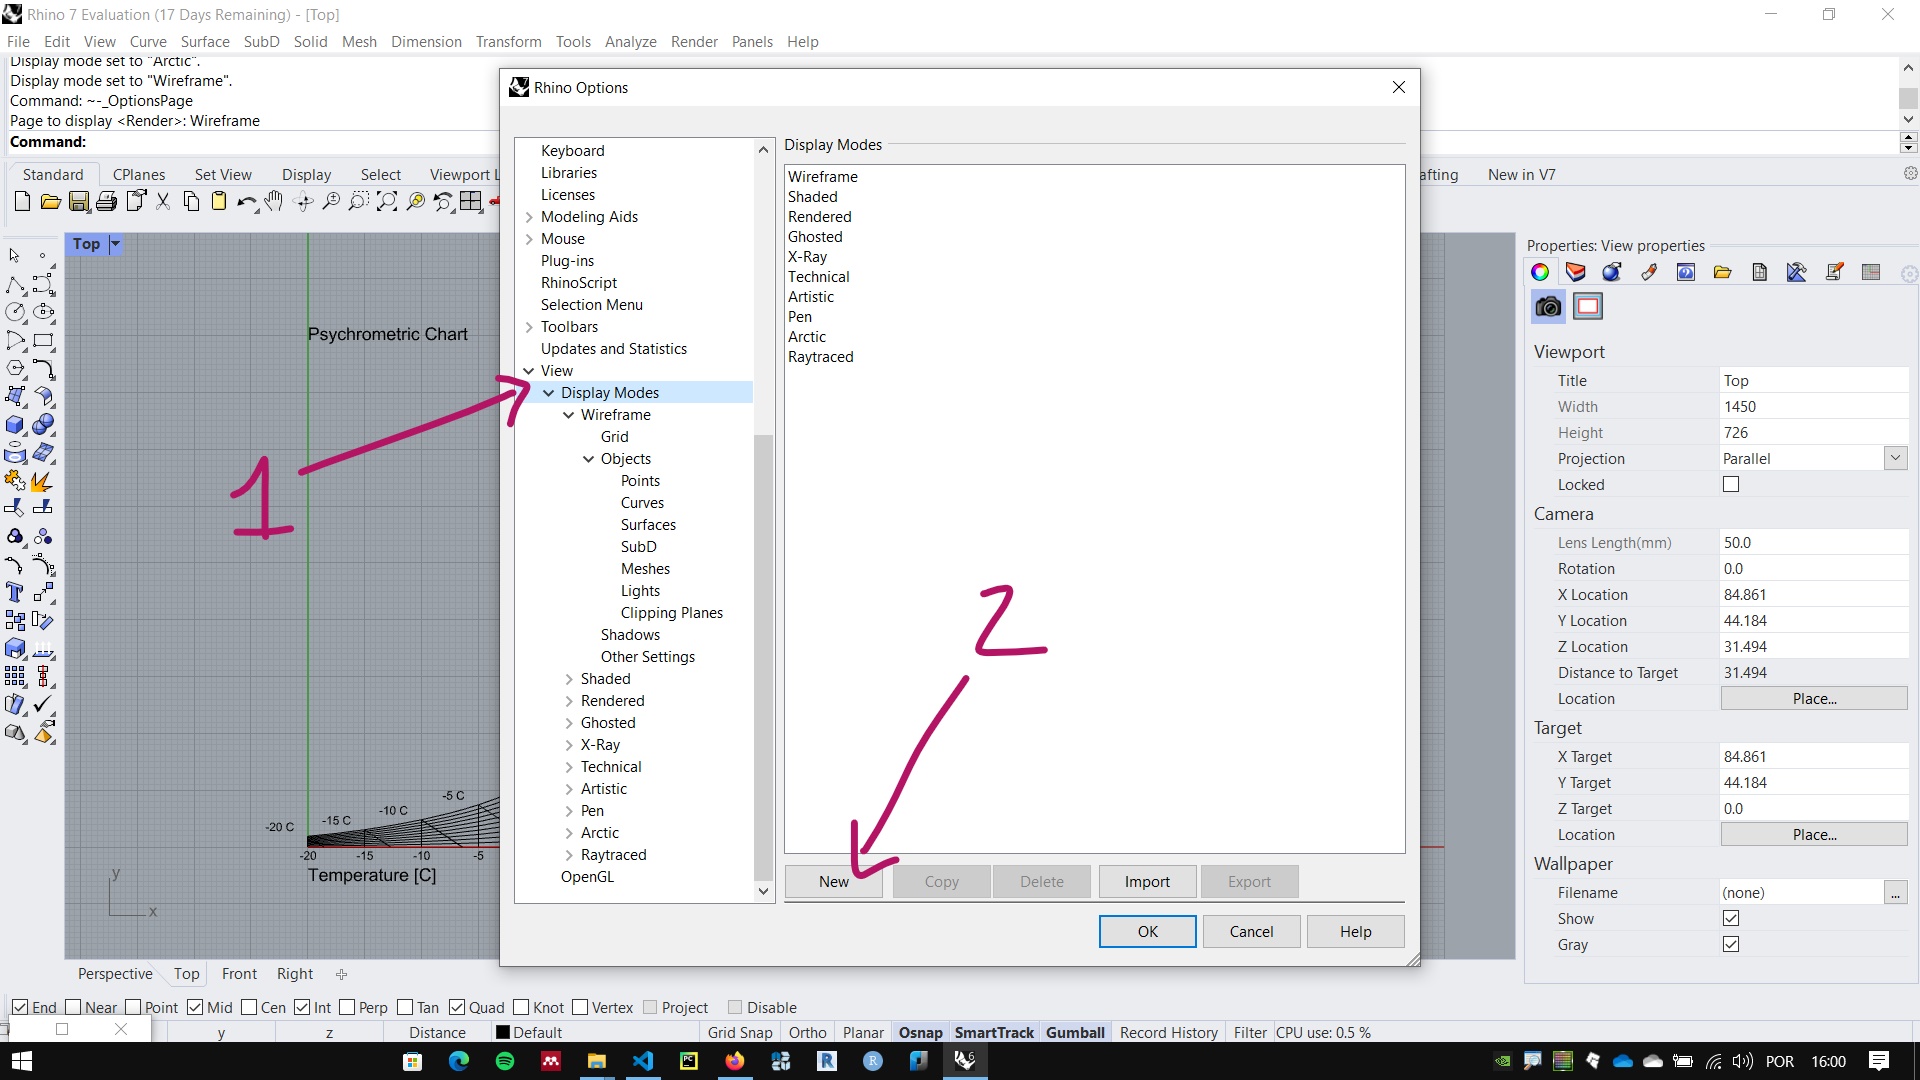 Rhino 7 Evaluation (17 Days Remaining) - [Top]
File Edit View Curve Surface SubD Solid Mesh Dimension Transform Tools Analyze Render Panels Help
Display mode set to "Arctic".
Display mode set to "Wireframe".
Command: ~-_OptionsPage
Page to display <Render>: Wireframe
Command:
Standard CPlanes Set View Display Select Viewport L
afting New in V7
Top
Psychrometric Chart
-20 C -15 C -10 C -5 C
-20 -15 -10 -5
Temperature [C]
y
x
1
2
Rhino Options
Keyboard
Libraries
Licenses
Modeling Aids
Mouse
Plug-ins
RhinoScript
Selection Menu
Toolbars
Updates and Statistics
View
Display Modes
Wireframe
Grid
Objects
Points
Curves
Surfaces
SubD
Meshes
Lights
Clipping Planes
Shadows
Other Settings
Shaded
Rendered
Ghosted
X-Ray
Technical
Artistic
Pen
Arctic
Raytraced
OpenGL
Display Modes
Wireframe
Shaded
Rendered
Ghosted
X-Ray
Technical
Artistic
Pen
Arctic
Raytraced
New Copy Delete Import Export
OK Cancel Help
Properties: View properties
Viewport
Title Top
Width 1450
Height 726
Projection Parallel
Locked
Camera
Lens Length(mm) 50.0
Rotation 0.0
X Location 84.861
Y Location 44.184
Z Location 31.494
Distance to Target 31.494
Location Place...
Target
X Target 84.861
Y Target 44.184
Z Target 0.0
Location Place...
Wallpaper
Filename (none) ...
Show
Gray
Perspective Top Front Right
End Near Point Mid Cen Int Perp Tan Quad Knot Vertex Project Disable
y z Distance Default Grid Snap Ortho Planar Osnap SmartTrack Gumball Record History Filter CPU use: 0.5 %
POR 16:00